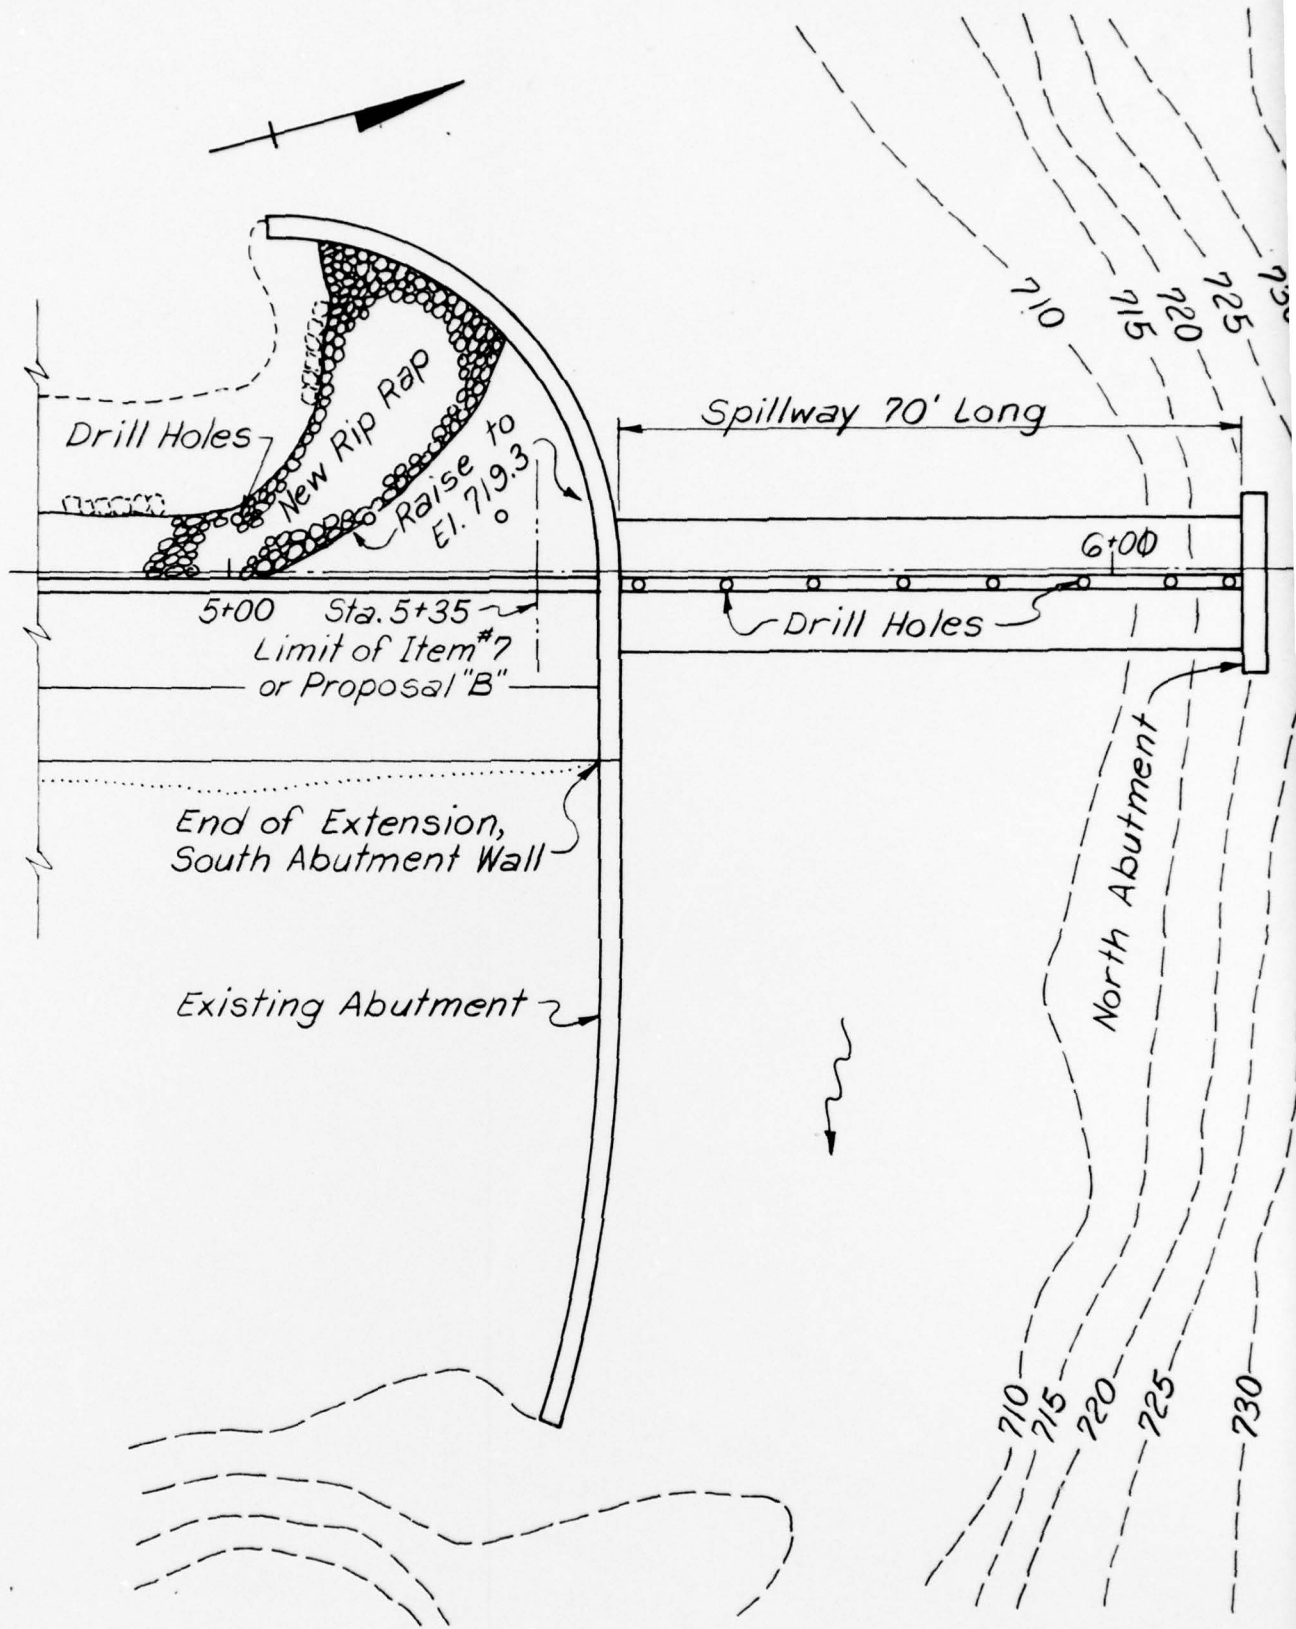 710
715
720
725
730
Spillway 70' Long
Drill Holes
New Rip Rap
Raise to
El. 719.3
6+00
5+00
Sta. 5+35
Limit of Item #7
or Proposal "B"
Drill Holes
North Abutment
End of Extension,
South Abutment Wall
Existing Abutment
710
715
720
725
730